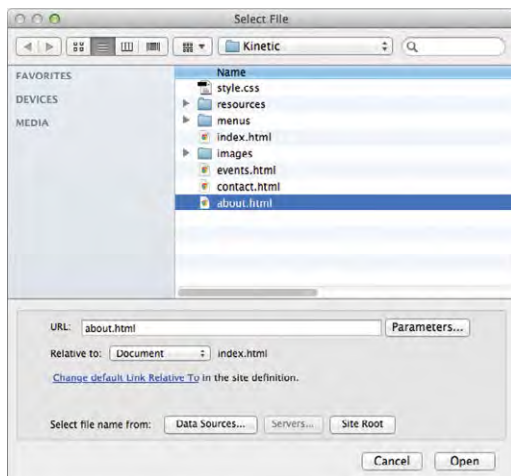 Select File
Kinetic
FAVORITES
DEVICES
MEDIA
Name
style.css
resources
menus
index.html
images
events.html
contact.html
about.html
URL: about.html Parameters...
Relative to: Document index.html
Change default Link Relative To in the site definition.
Select file name from: Data Sources... Servers... Site Root
Cancel Open